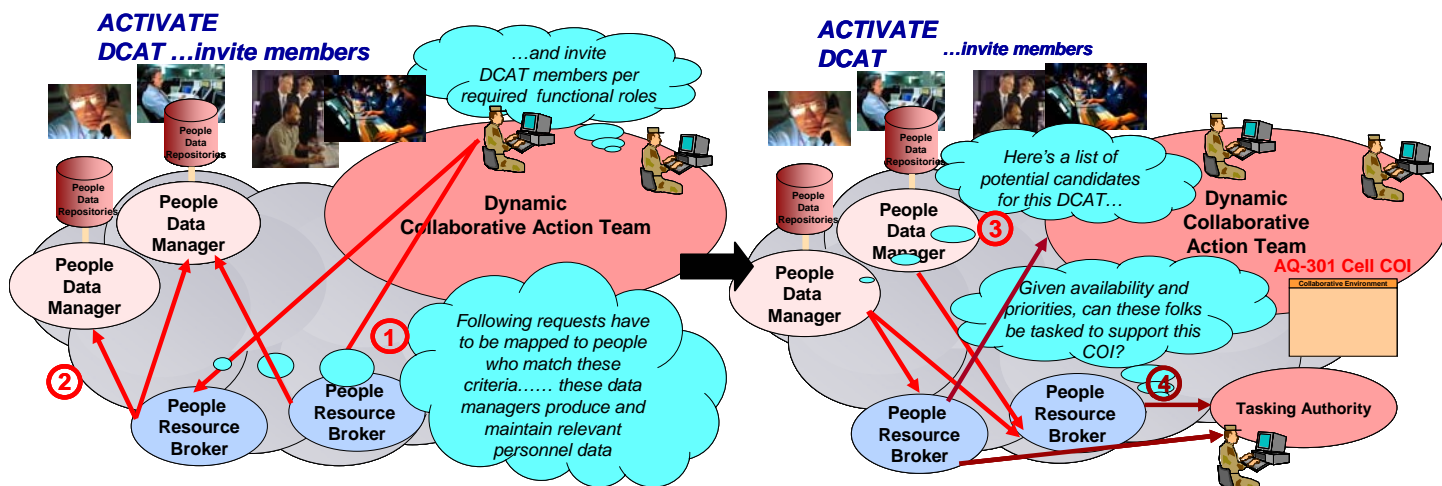 ACTIVATE
DCAT ...invite members
…and invite
DCAT members per
required functional roles
People
Data
Repositories
People
Data
Repositories
People
Data
Manager
People
Data
Manager
Dynamic
Collaborative Action Team
1
Following requests have
to be mapped to people
who match these
criteria…… these data
managers produce and
maintain relevant
personnel data
2
People
Resource
Broker
People
Resource
Broker
ACTIVATE
DCAT
...invite members
People
Data
Repositories
People
Data
Repositories
Here's a list of
potential candidates
for this DCAT…
People
Data
Manager
3
People
Data
Manager
Dynamic
Collaborative
Action Team
AQ-301 Cell COI
Collaborative Environment
Given availability and
priorities, can these folks
be tasked to support this
COI?
4
People
Resource
Broker
People
Resource
Broker
Tasking Authority